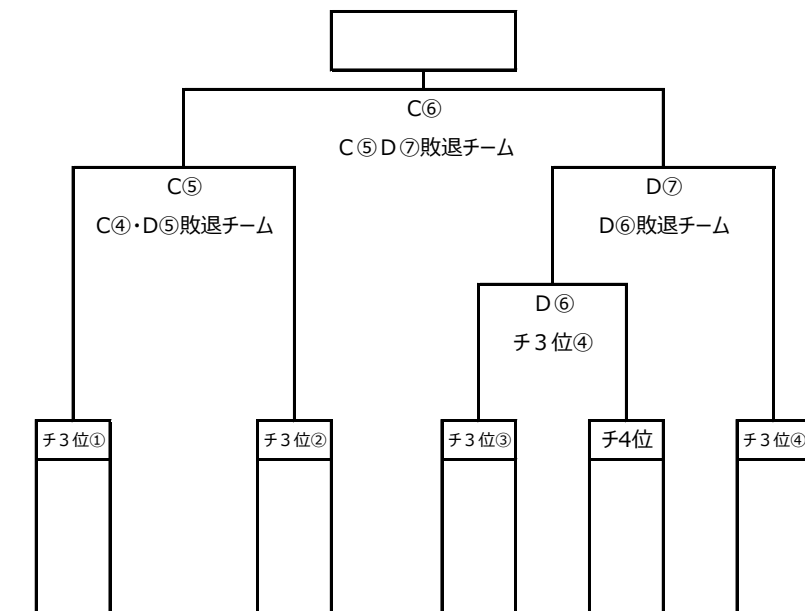 C⑥
C⑤D⑦敗退チーム
C⑤
C④・D⑤敗退チーム
D⑦
D⑥敗退チーム
D⑥
チ3位④
チ3位①
チ3位②
チ3位③
チ4位
チ3位④